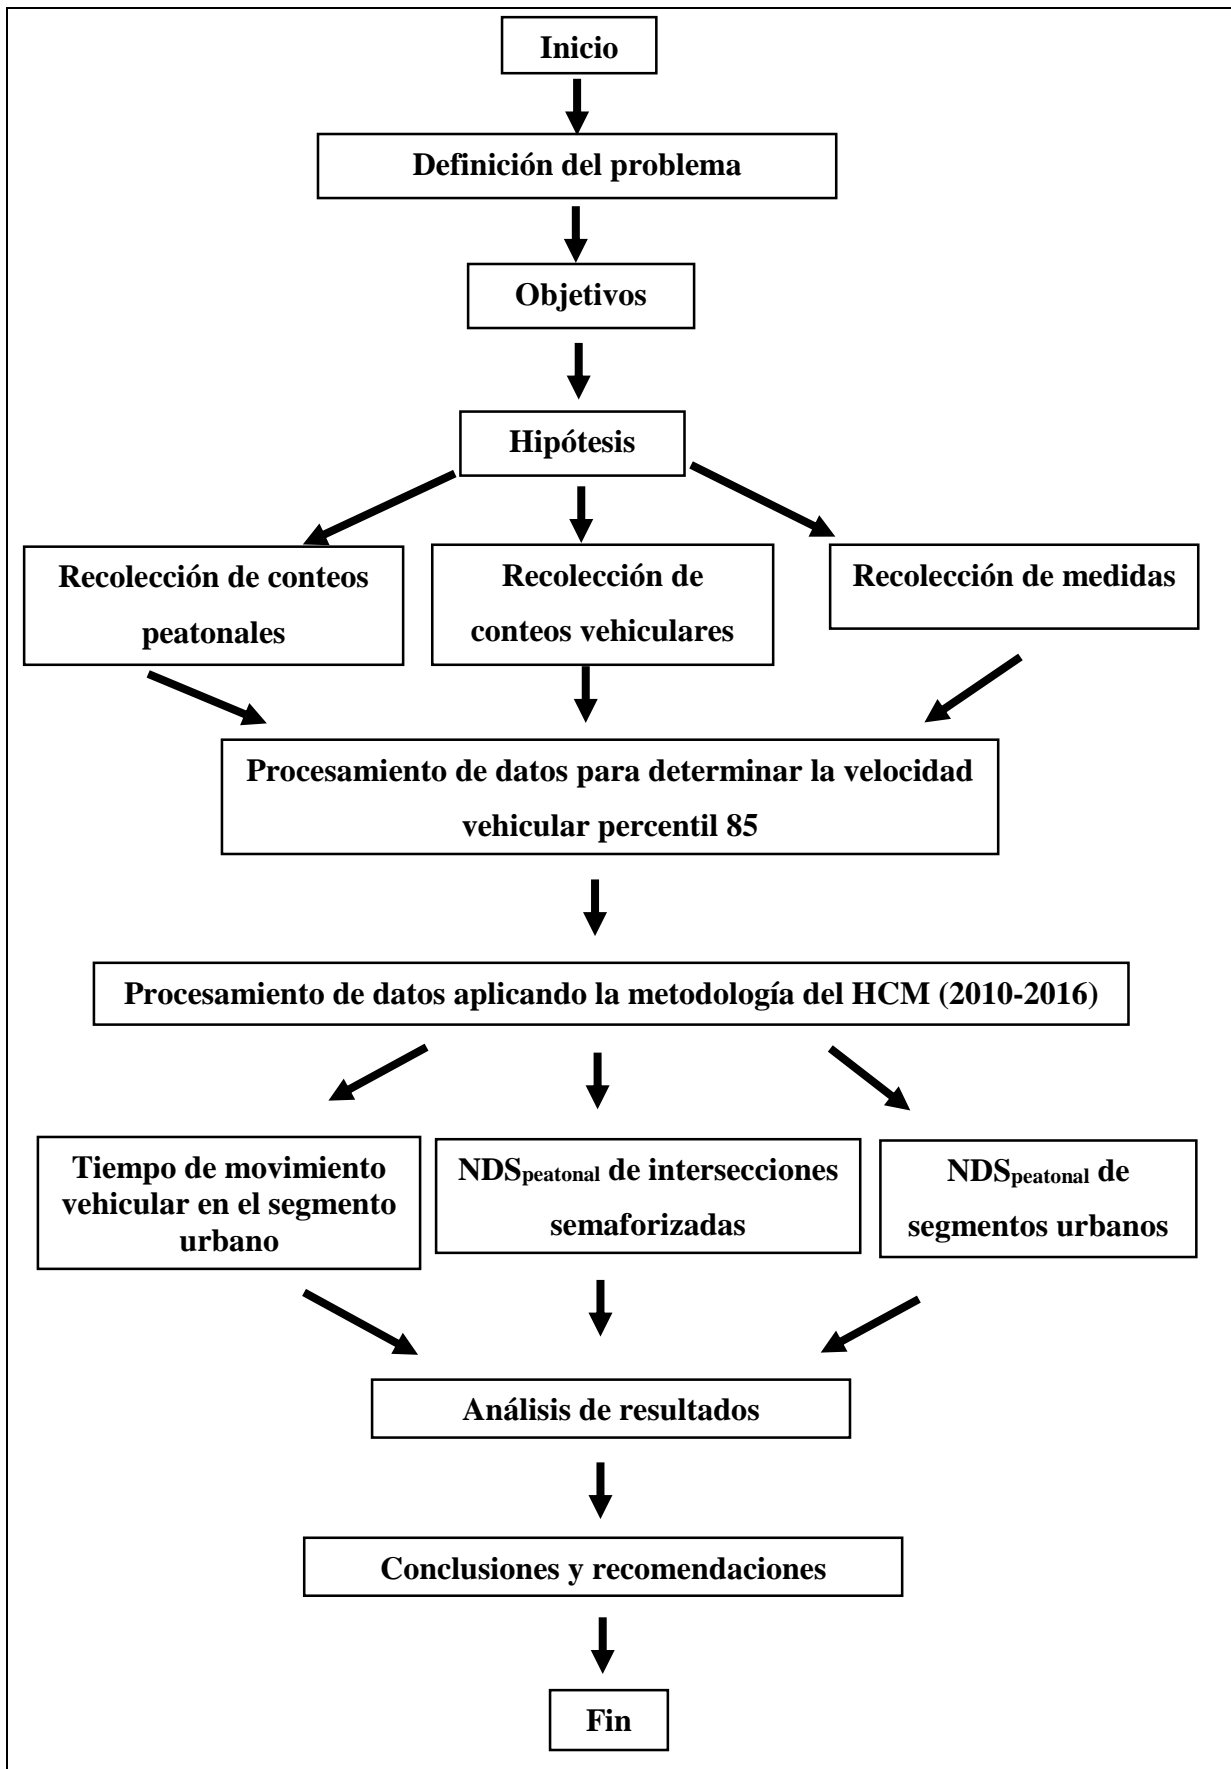 Inicio
Definición del problema
Objetivos
Hipótesis
Recolección de conteos
peatonales
Recolección de
conteos vehiculares
Recolección de medidas
Procesamiento de datos para determinar la velocidad
vehicular percentil 85
Procesamiento de datos aplicando la metodología del HCM (2010-2016)
Tiempo de movimiento
vehicular en el segmento
urbano
NDSpeatonal de intersecciones
semaforizadas
NDSpeatonal de
segmentos urbanos
Análisis de resultados
Conclusiones y recomendaciones
Fin